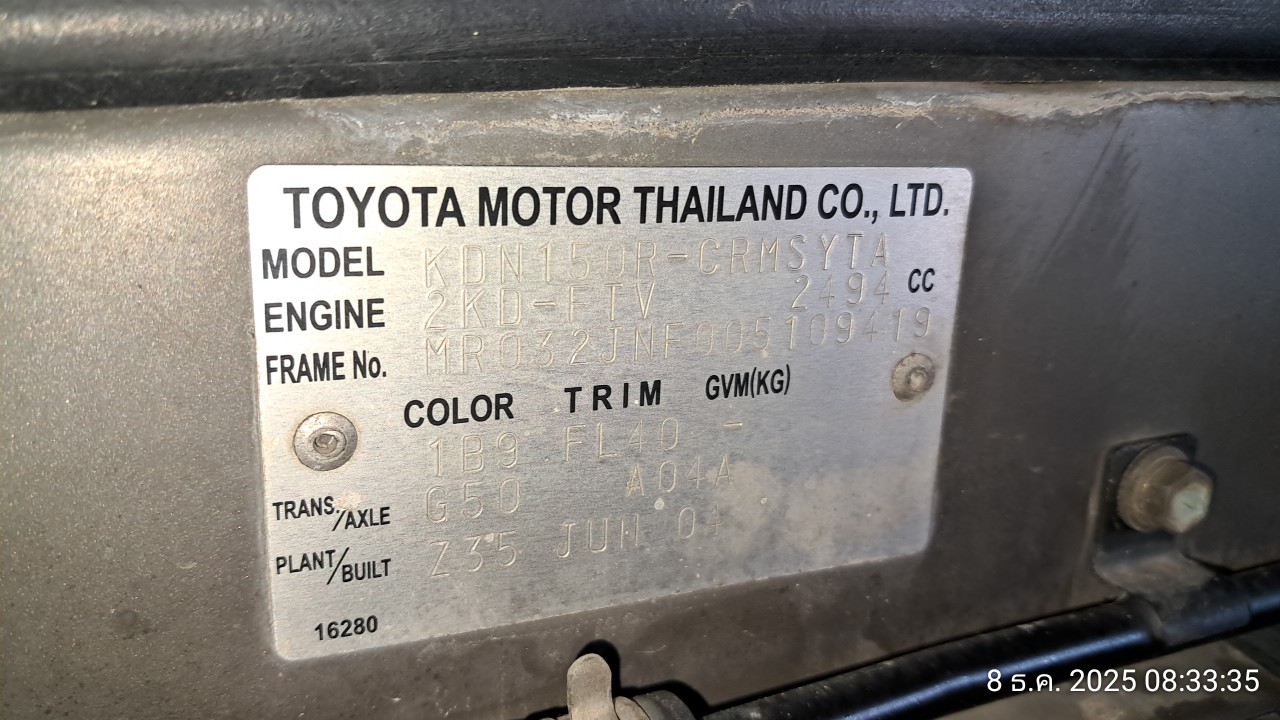 TOYOTA MOTOR THAILAND CO., LTD.
MODEL KDN150R-CRMSYTA
ENGINE 2KD-FTV 2494 CC
FRAME No. MR032JNF005109419
COLOR TRIM GVM(KG)
1B9 FL40 -
TRANS./AXLE G50 A04A
PLANT/BUILT Z35 JUN 04
16280
8 ธ.ค. 2025 08:33:35